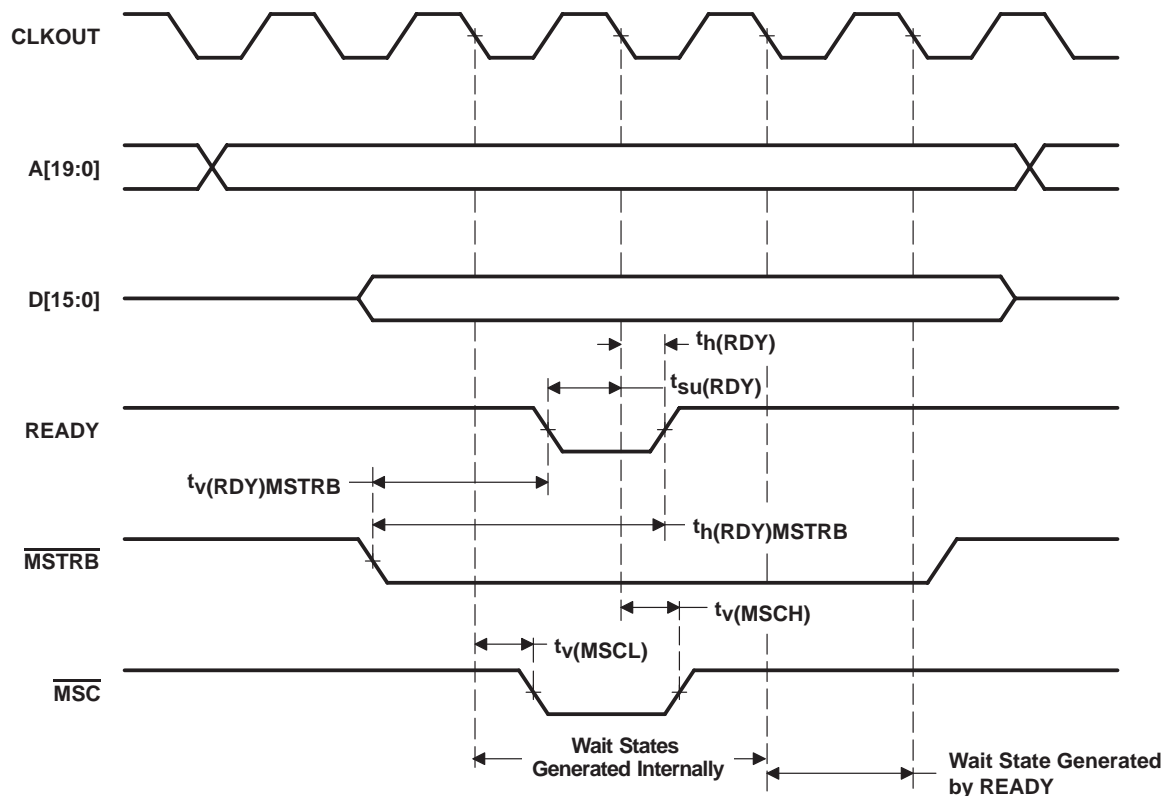 CLKOUT
A[19:0]
D[15:0]
th(RDY)
tsu(RDY)
READY
tv(RDY)MSTRB
th(RDY)MSTRB
MSTRB
tv(MSCH)
tv(MSCL)
MSC
Wait States
Generated Internally
Wait State Generated
by READY